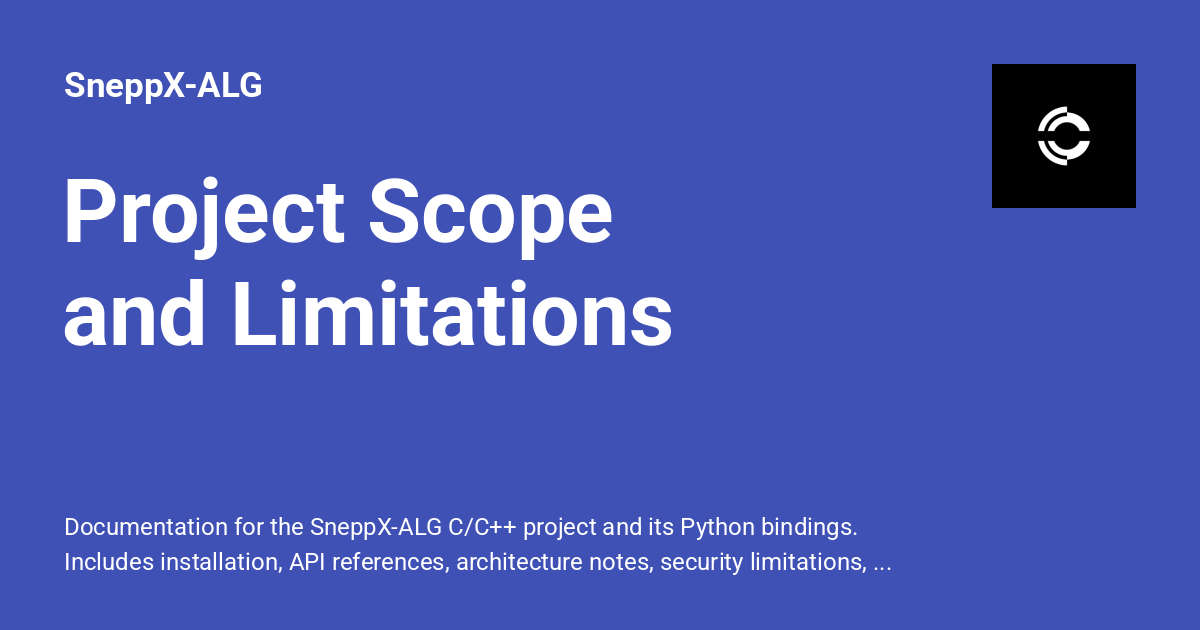 SneppX-ALG
Project Scope
and Limitations
Documentation for the SneppX-ALG C/C++ project and its Python bindings.
Includes installation, API references, architecture notes, security limitations, ...